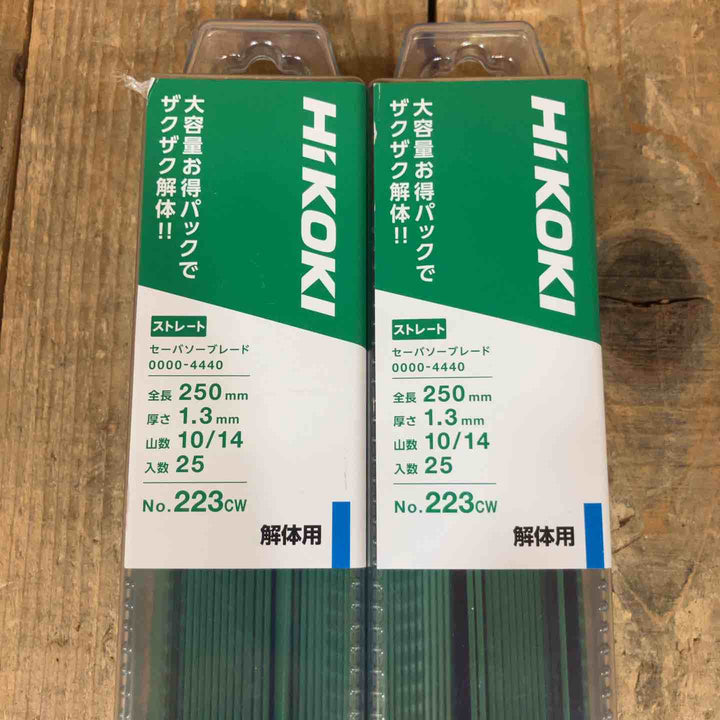 HiKOKI
大容量お得パックで
ザクザク解体!!
ストレート
セーバソーブレード
0000-4440
全長 250mm
厚さ 1.3mm
山数 10/14
入数 25
No.223CW
解体用
HiKOKI
大容量お得パックで
ザクザク解体!!
ストレート
セーバソーブレード
0000-4440
全長 250mm
厚さ 1.3mm
山数 10/14
入数 25
No.223CW
解体用